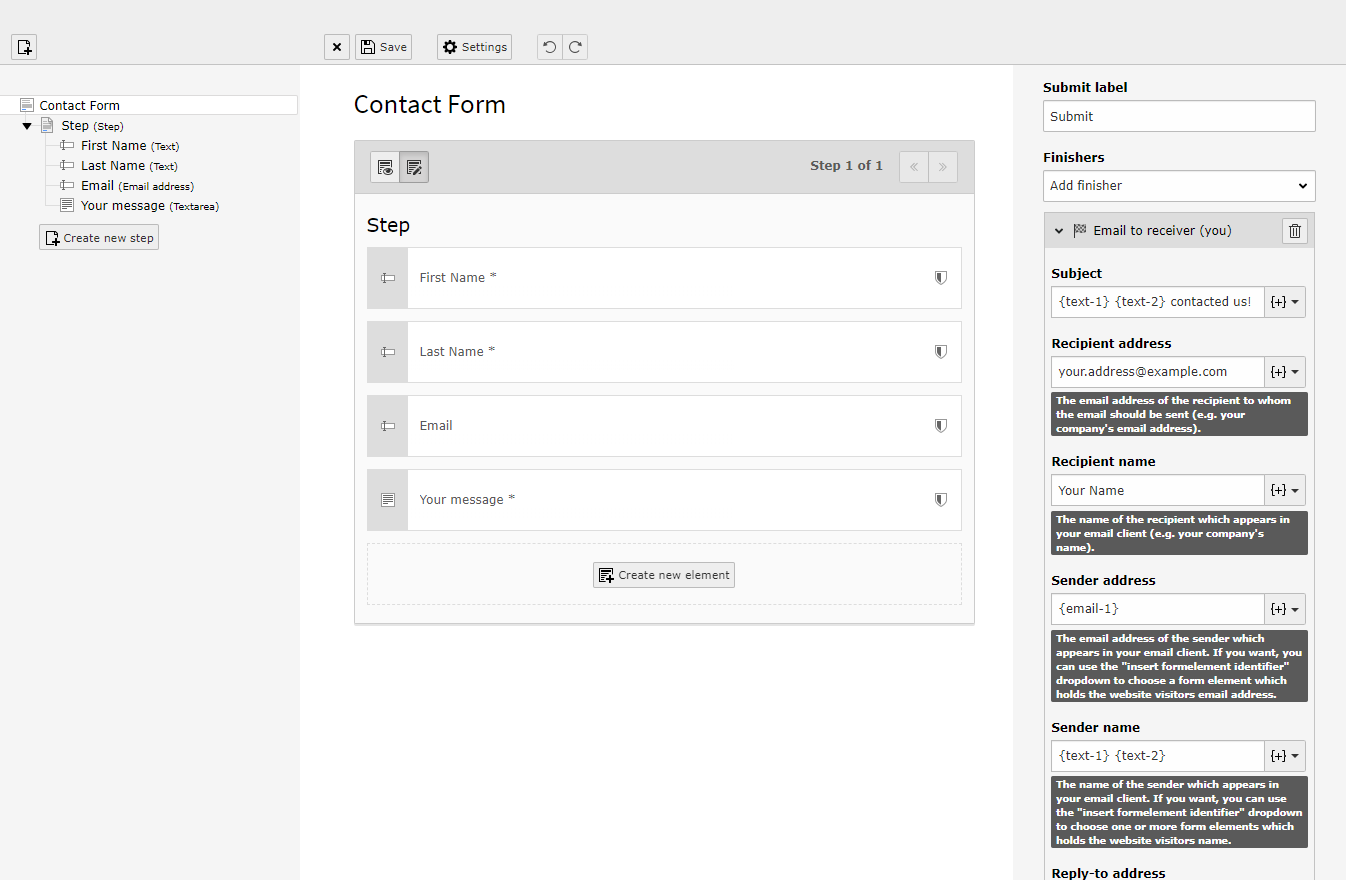 Save
Settings
Contact Form
Step (Step)
First Name (Text)
Last Name (Text)
Email (Email address)
Your message (Textarea)
Create new step
Contact Form
Step 1 of 1
« »
Step
First Name *
Last Name *
Email
Your message *
Create new element
Submit label
Submit
Finishers
Add finisher
Email to receiver (you)
Subject
{text-1} {text-2} contacted us! {+}
Recipient address
your.address@example.com {+}
The email address of the recipient to whom
the email should be sent (e.g. your
company's email address).
Recipient name
Your Name {+}
The name of the recipient which appears in
your email client (e.g. your company's
name).
Sender address
{email-1} {+}
The email address of the sender which
appears in your email client. If you want, you
can use the "insert formelement identifier"
dropdown to choose a form element which
holds the website visitors email address.
Sender name
{text-1} {text-2} {+}
The name of the sender which appears in
your email client. If you want, you can use
the "insert formelement identifier" dropdown
to choose one or more form elements which
holds the website visitors name.
Reply-to address